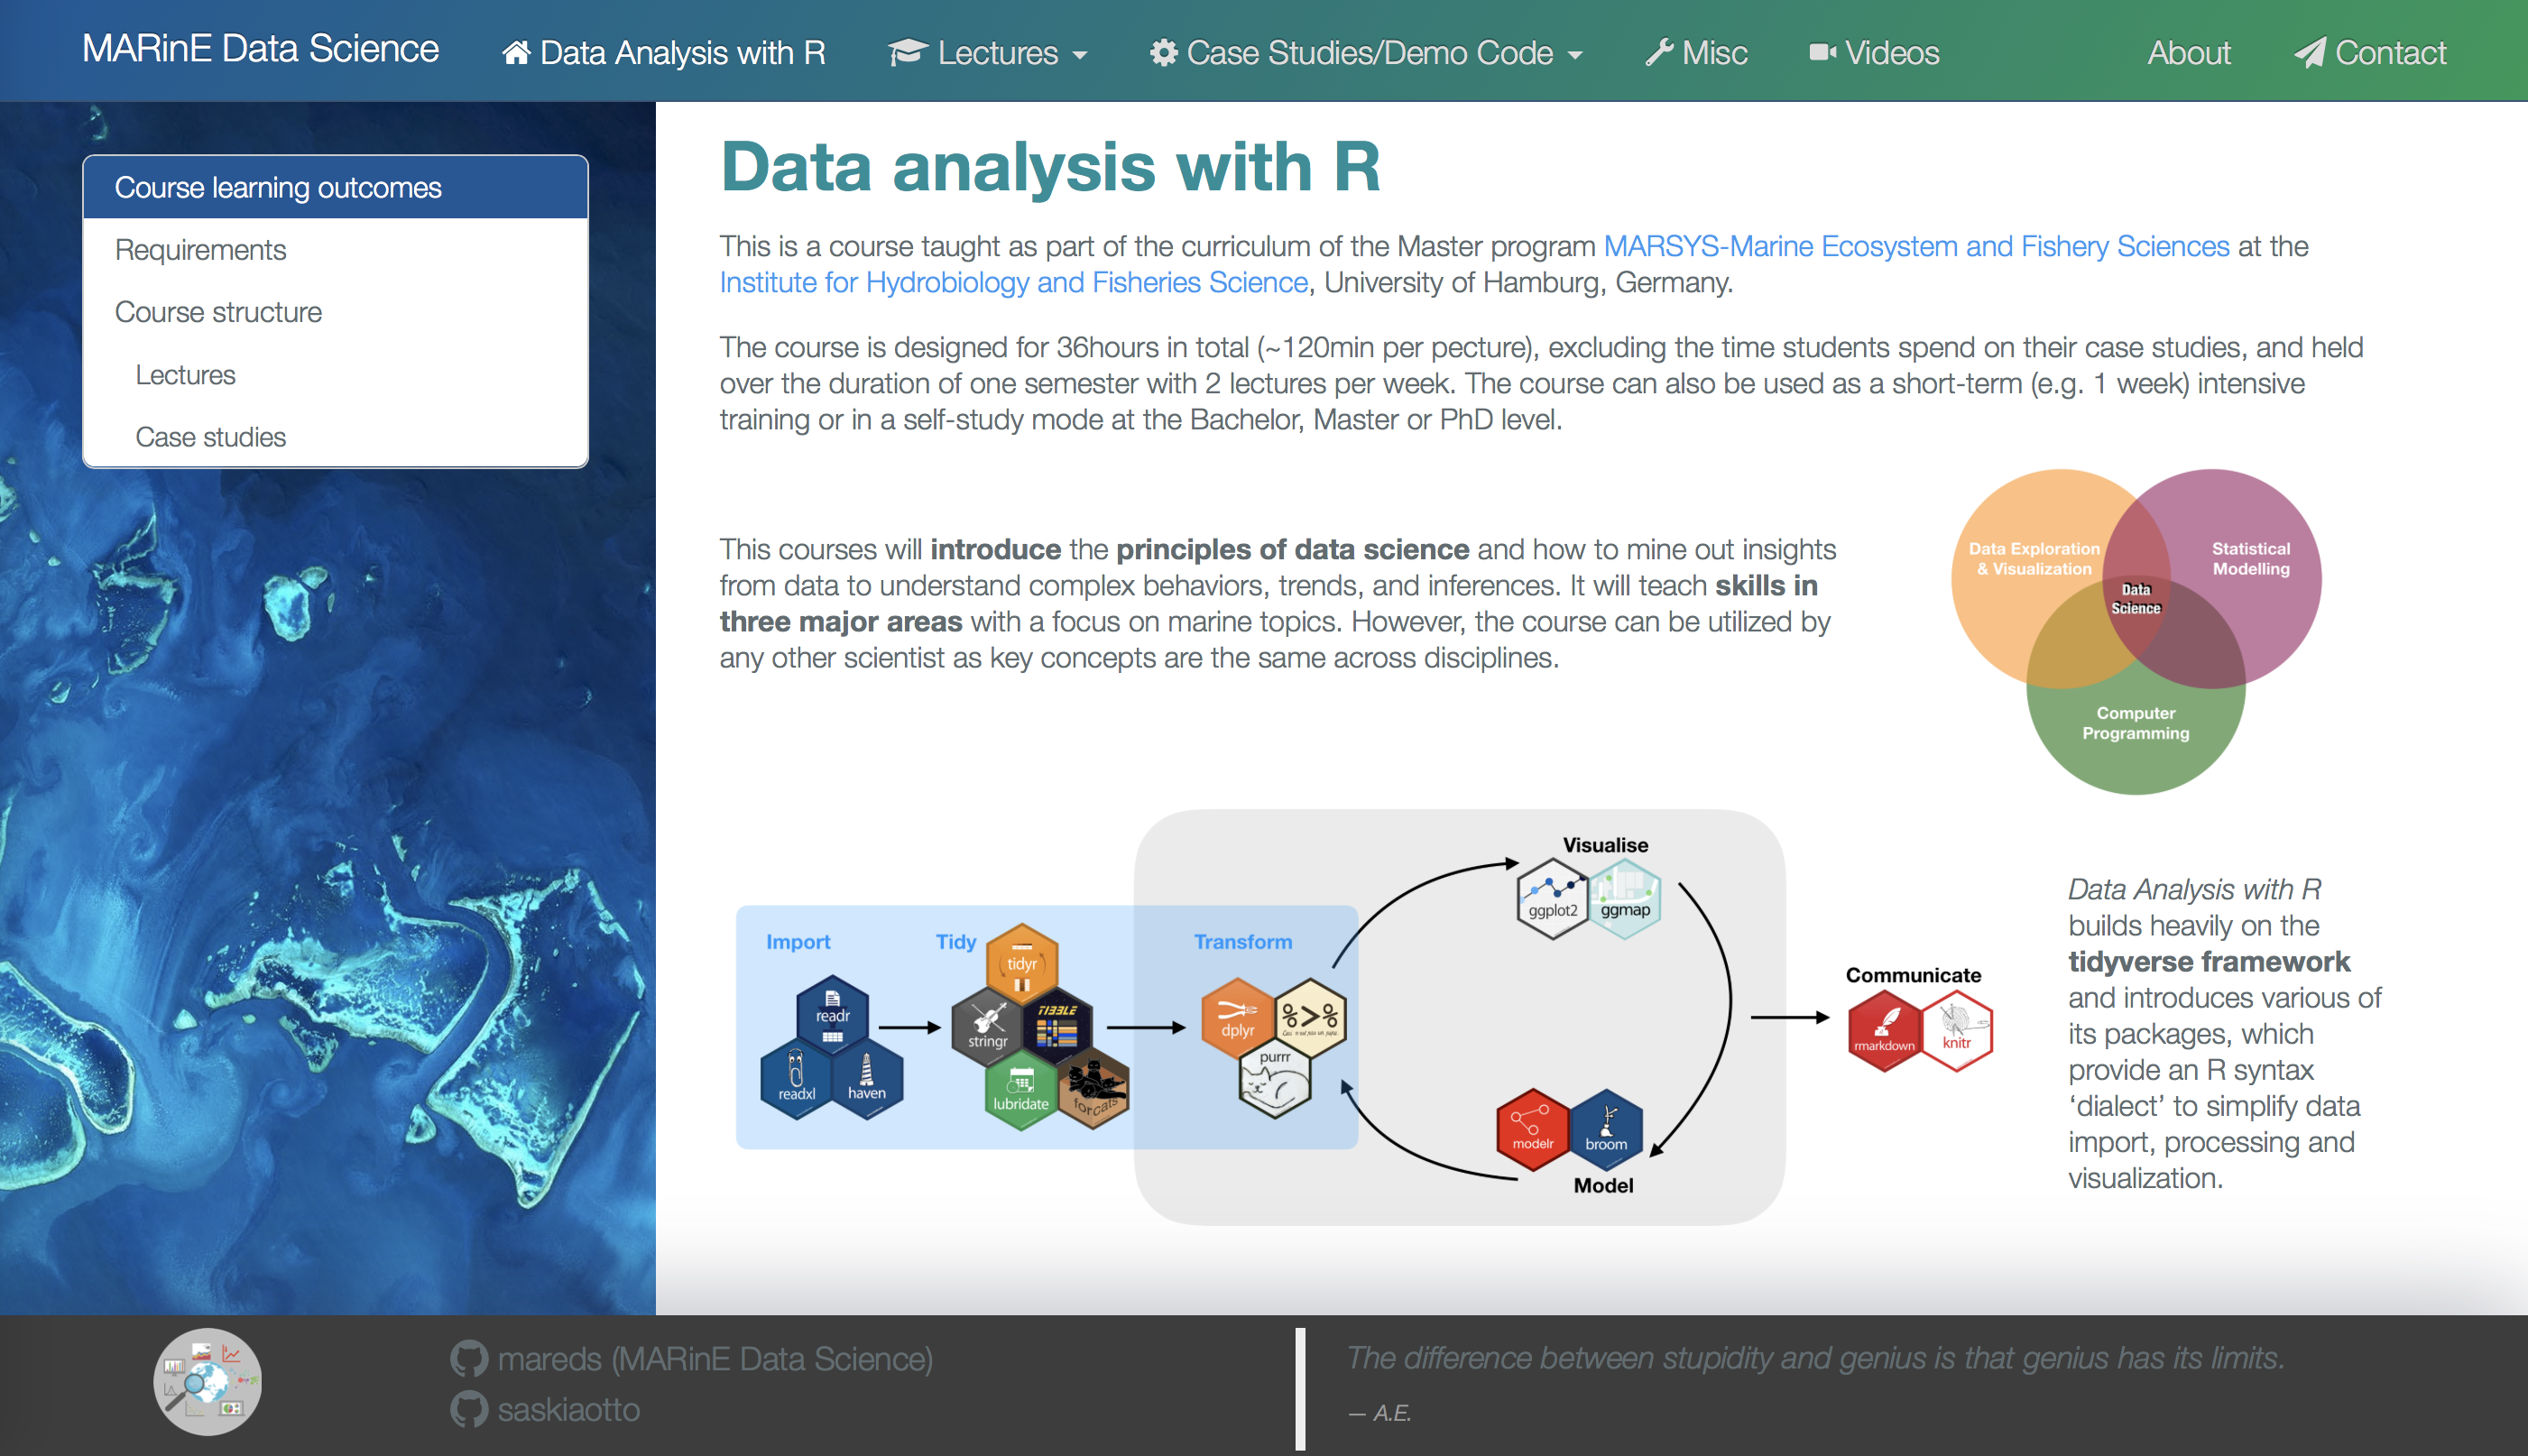 MARinE Data Science
Data Analysis with R
Lectures
Case Studies/Demo Code
Misc
Videos
About
Contact
Course learning outcomes
Requirements
Course structure
Lectures
Case studies
Data analysis with R
This is a course taught as part of the curriculum of the Master program MARSYS-Marine Ecosystem and Fishery Sciences at the
Institute for Hydrobiology and Fisheries Science, University of Hamburg, Germany.
The course is designed for 36hours in total (~120min per pecture), excluding the time students spend on their case studies, and held
over the duration of one semester with 2 lectures per week. The course can also be used as a short-term (e.g. 1 week) intensive
training or in a self-study mode at the Bachelor, Master or PhD level.
This courses will introduce the principles of data science and how to mine out insights
from data to understand complex behaviors, trends, and inferences. It will teach skills in
three major areas with a focus on marine topics. However, the course can be utilized by
any other scientist as key concepts are the same across disciplines.
Data Exploration
& Visualization
Statistical
Modelling
Data
Science
Computer
Programming
Import
readr
readxl
haven
Tidy
tidyr
stringr
TIBBLE
lubridate
forcats
Transform
dplyr
%>%
purrr
Visualise
ggplot2
ggmap
modelr
broom
Model
Communicate
rmarkdown
knitr
Data Analysis with R
builds heavily on the
tidyverse framework
and introduces various of
its packages, which
provide an R syntax
‘dialect’ to simplify data
import, processing and
visualization.
mareds (MARinE Data Science)
saskiaotto
The difference between stupidity and genius is that genius has its limits.
— A.E.